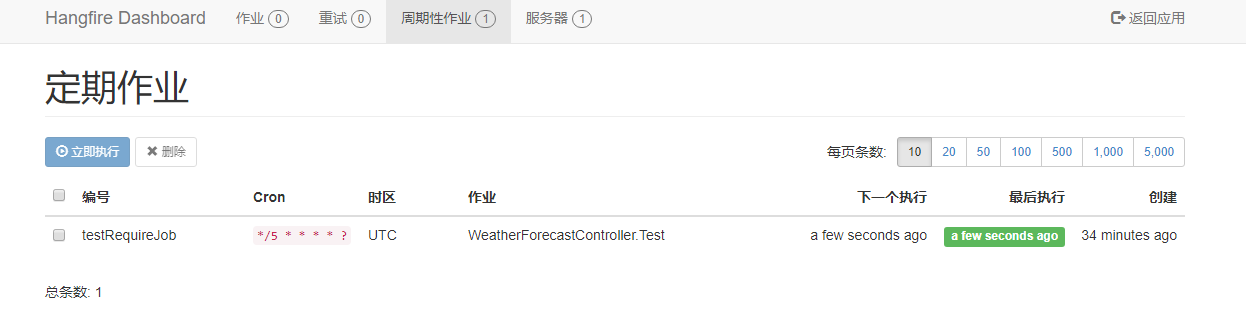 Hangfire Dashboard 作业 0 重试 0 周期性作业 1 服务器 1 返回应用
定期作业
立即执行 删除 每页条数: 10 20 50 100 500 1,000 5,000
编号 Cron 时区 作业 下一个执行 最后执行 创建
testRequireJob */5 * * * * ? UTC WeatherForecastController.Test a few seconds ago a few seconds ago 34 minutes ago
总条数: 1